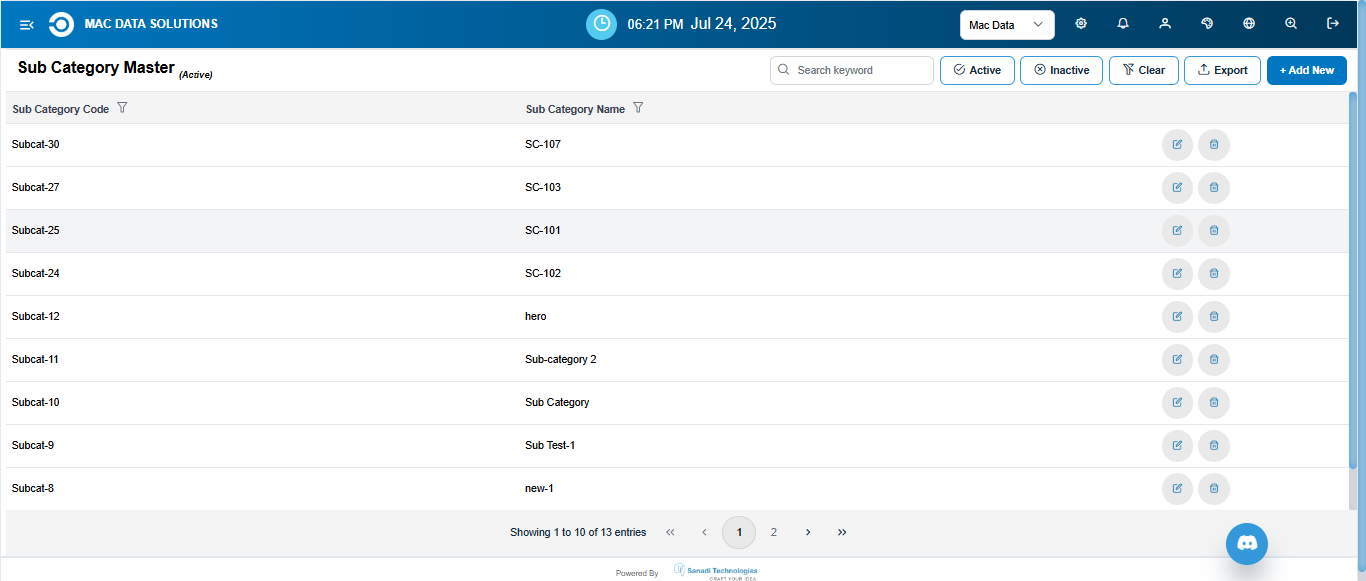 MAC DATA SOLUTIONS
06:21 PM Jul 24, 2025
Mac Data
Sub Category Master (Active)
Search keyword
Active
Inactive
Clear
Export
+ Add New
Sub Category Code Sub Category Name
Subcat-30 SC-107
Subcat-27 SC-103
Subcat-25 SC-101
Subcat-24 SC-102
Subcat-12 hero
Subcat-11 Sub-category 2
Subcat-10 Sub Category
Subcat-9 Sub Test-1
Subcat-8 new-1
Showing 1 to 10 of 13 entries « ‹ 1 2 › »
Powered By Sanadi Technologies
CRAFT YOUR IDEA